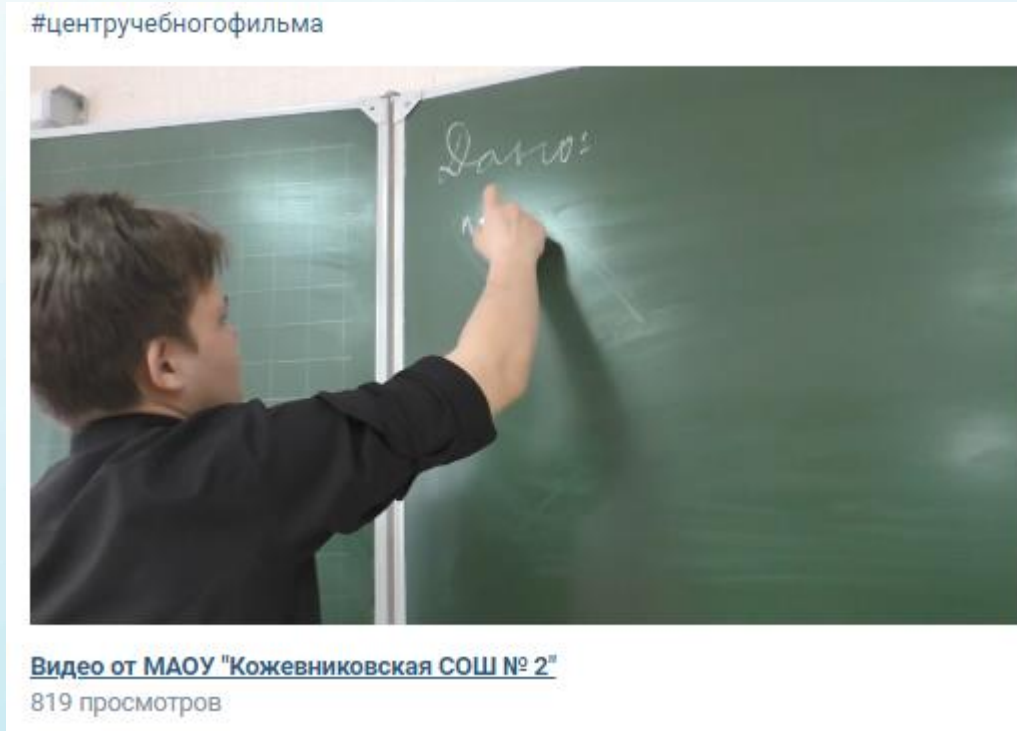 #центручебногофильма
Дано:
Видео от МАОУ "Кожевниковская СОШ № 2"
819 просмотров